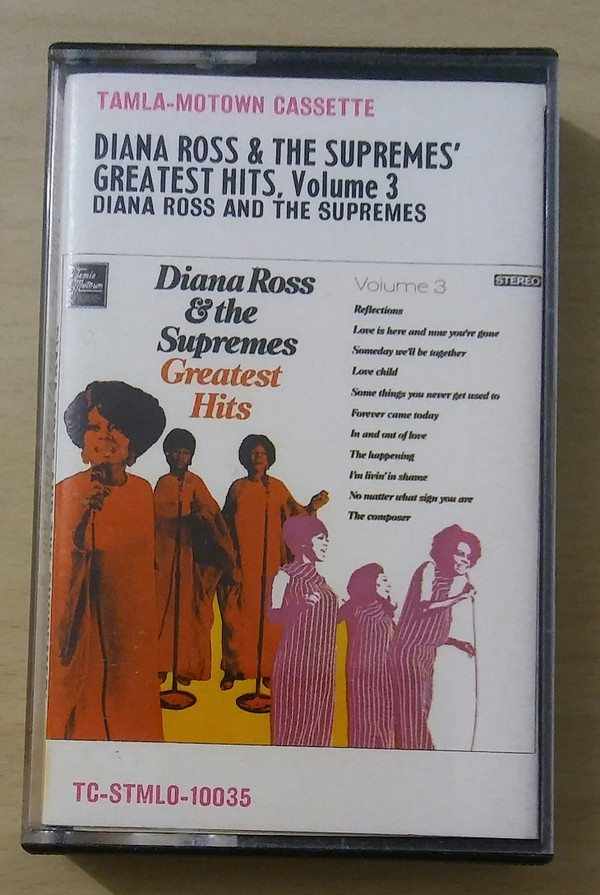 TAMLA-MOTOWN CASSETTE
DIANA ROSS & THE SUPREMES'
GREATEST HITS, Volume 3
DIANA ROSS AND THE SUPREMES
Tamla
Motown
Diana Ross
& the
Supremes
Greatest
Hits
Volume 3
STEREO
Reflections
Love is here and now you're gone
Someday we'll be together
Love child
Some things you never get used to
Forever came today
In and out of love
The happening
I'm livin' in shame
No matter what sign you are
The composer
TC-STMLO-10035